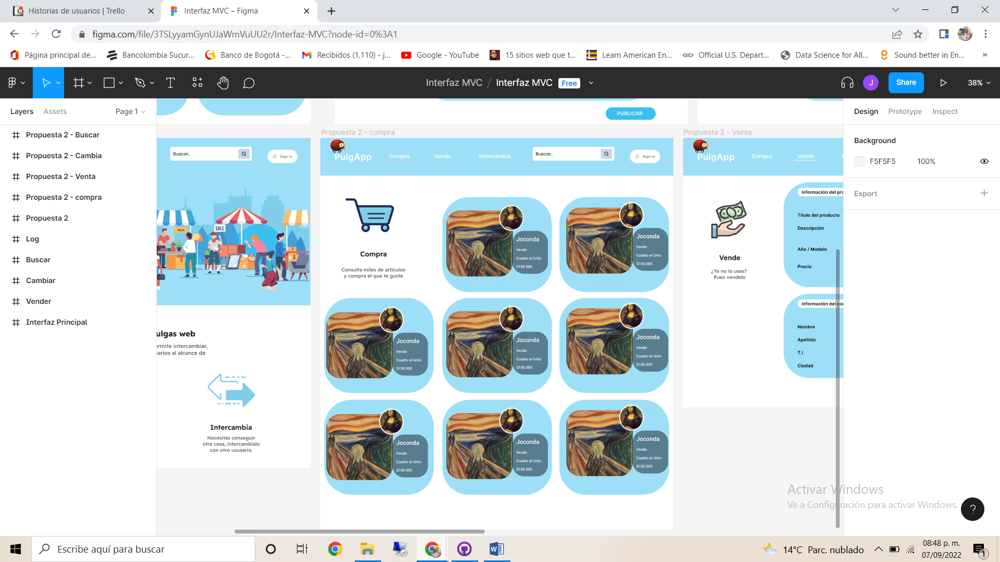 Historias de usuarios | Trello
Interfaz MVC – Figma
figma.com/file/3TSLyyamGynUJaWmVuUU2r/Interfaz-MVC?node-id=0%3A1
Página principal de...
Bancolombia Sucur...
Banco de Bogotá -...
Recibidos (1,110) - j...
Google - YouTube
15 sitios web que t...
Learn American En...
Official U.S. Depart...
Data Science for All...
Sound better in En...
»
Interfaz MVC / Interfaz MVC Free
J
Share
38%
Layers Assets Page 1
Propuesta 2 - Buscar
Propuesta 2 - Cambia
Propuesta 2 - Venta
Propuesta 2 - compra
Propuesta 2
Log
Buscar
Cambiar
Vender
Interfaz Principal
PUBLICAR
Buscar..
Sign in
SALE
SALE
ulgas web
ermite intercambiar,
arios al alcance de
Intercambia
Necesitas conseguir
otra cosa, intercambialo
con otro ususario.
Propuesta 2 - compra
PulgApp
Compra
Vende
Intercambia
Buscar..
Sign in
Compra
Consulta miles de articulos
y compra el que te guste
Joconda
Vende
Cuadro el Grito
$150.000
Joconda
Vende
Cuadro el Grito
$150.000
Joconda
Vende
Cuadro el Grito
$150.000
Joconda
Vende
Cuadro el Grito
$150.000
Joconda
Vende
Cuadro el Grito
$150.000
Joconda
Vende
Cuadro el Grito
$150.000
Joconda
Vende
Cuadro el Grito
$150.000
Joconda
Vende
Cuadro el Grito
$150.000
Propuesta 2 - Venta
PulgApp
Compra
Vende
Vende
¿Ya no lo usas?
Pues vendelo
Información del pro
Titulo del producto
Descripción
Año / Modelo
Precio
Información del co
Nombre
Apellido
T.I
Ciudad
Design Prototype Inspect
Background
F5F5F5 100%
Export
Activar Windows
Ve a Configuración para activar Windows.
?
Escribe aquí para buscar
14°C Parc. nublado
08:48 p. m.
07/09/2022
1